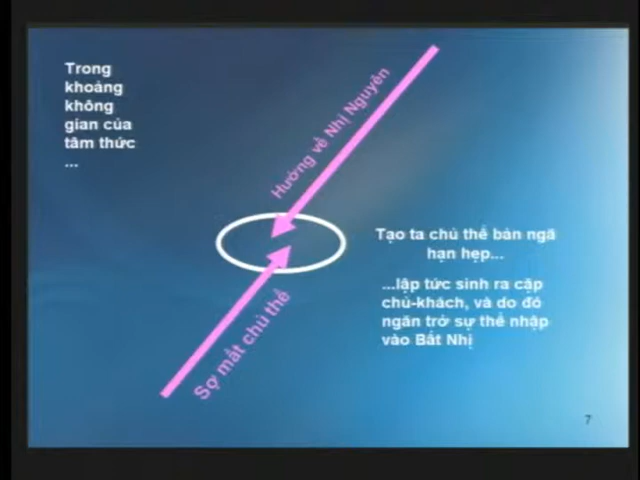 Trong
khoảng
không
gian của
tâm thức
...
Hướng về Nhị Nguyên
Tạo ta chủ thể bản ngã
hạn hẹp...
...lập tức sinh ra cặp
chủ-khách, và do đó
ngăn trở sự thể nhập
vào Bất Nhị
Sợ mất chủ thể
7